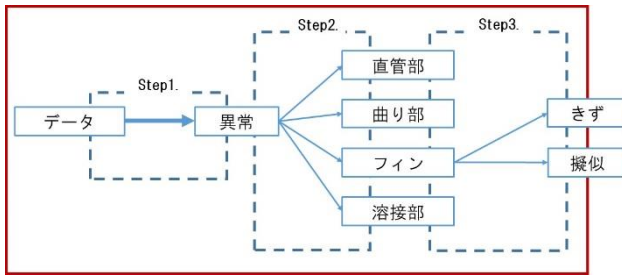 Step1.
Step2.
Step3.
データ
異常
直管部
曲り部
フィン
溶接部
きず
擬似